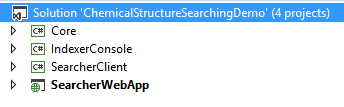 Solution 'ChemicalStructureSearchingDemo' (4 projects)
C# Core
C# IndexerConsole
C# SearcherClient
SearcherWebApp